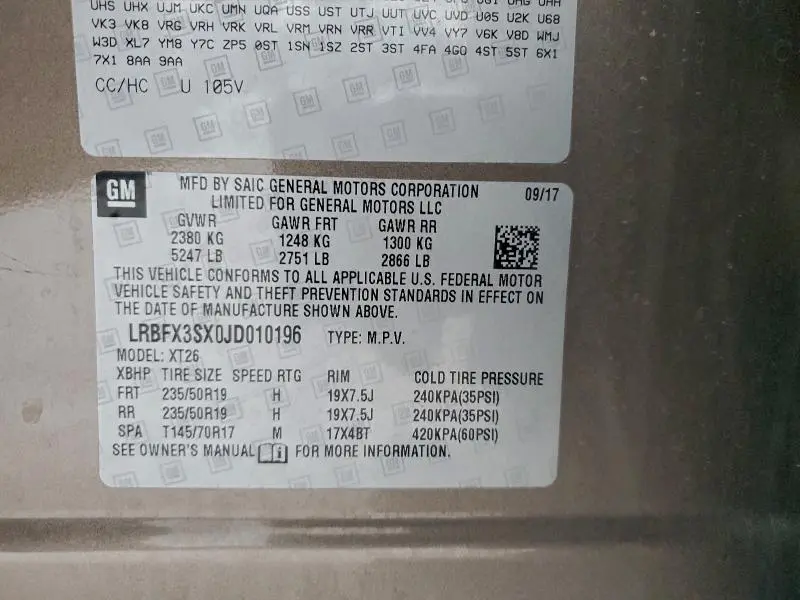 UHS UHX UJM UKC UMN UQA USS UST UTJ UUT UVC UVD U05 U2K U68
VK3 VK8 VRG VRH VRK VRL VRM VRN VRR VTI VV4 VY7 V6K V8D WMJ
W3D XL7 YM8 Y7C ZP5 0ST 1SN 1SZ 2ST 3ST 4FA 4GO 4ST 5ST 6X1
7X1 8AA 9AA
CC/HC U 105V
GM
MFD BY SAIC GENERAL MOTORS CORPORATION 09/17
LIMITED FOR GENERAL MOTORS LLC
GVWR GAWR FRT GAWR RR
2380 KG 1248 KG 1300 KG
5247 LB 2751 LB 2866 LB
THIS VEHICLE CONFORMS TO ALL APPLICABLE U.S. FEDERAL MOTOR
VEHICLE SAFETY AND THEFT PREVENTION STANDARDS IN EFFECT ON
THE DATE OF MANUFACTURE SHOWN ABOVE.
LRBFX3SX0JD010196 TYPE: M.P.V.
MODEL: XT26
XBHP TIRE SIZE SPEED RTG RIM COLD TIRE PRESSURE
FRT 235/50R19 H 19X7.5J 240KPA(35PSI)
RR 235/50R19 H 19X7.5J 240KPA(35PSI)
SPA T145/70R17 M 17X4BT 420KPA(60PSI)
SEE OWNER'S MANUAL FOR MORE INFORMATION.